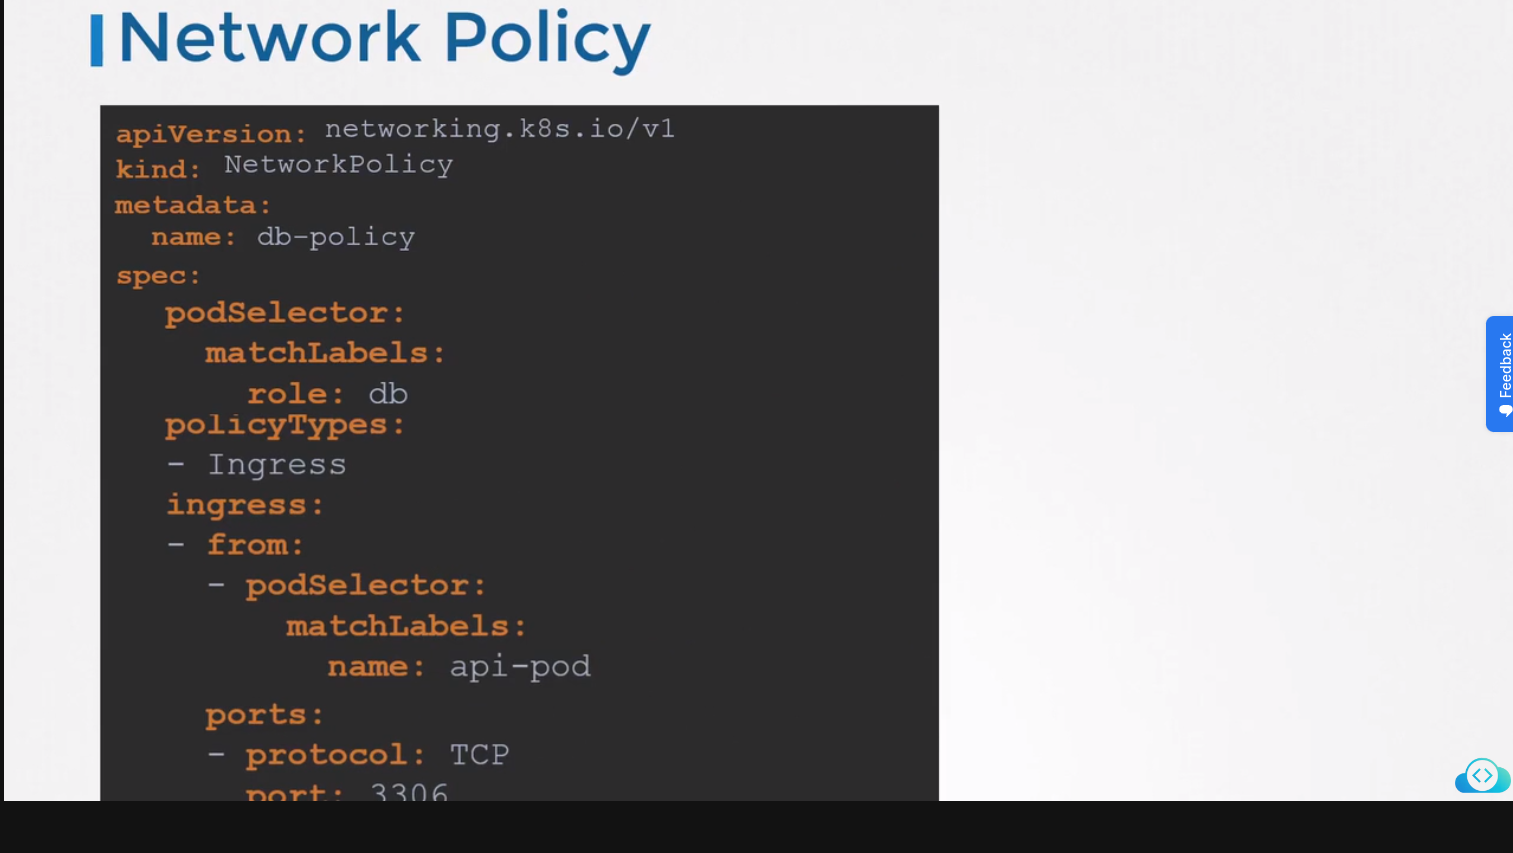 Network Policy
apiVersion: networking.k8s.io/v1
kind: NetworkPolicy
metadata:
  name: db-policy
spec:
  podSelector:
    matchLabels:
      role: db
  policyTypes:
  - Ingress
  ingress:
  - from:
    - podSelector:
        matchLabels:
          name: api-pod
    ports:
    - protocol: TCP
      port: 3306
Feedback